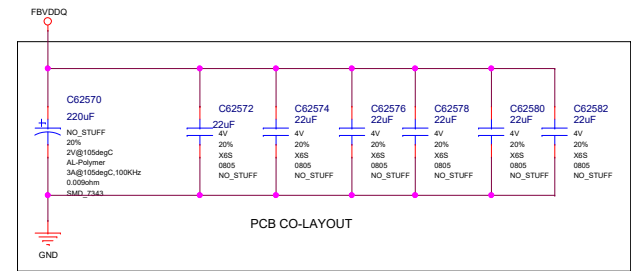 FBVDDQ
C62570
220uF
NO_STUFF
20%
2V@105degC
AL-Polymer
3A@105degC,100KHz
0.009ohm
SMD_7343
C62572
22uF
4V
20%
X6S
0805
NO_STUFF
C62574
22uF
4V
20%
X6S
0805
NO_STUFF
C62576
22uF
4V
20%
X6S
0805
NO_STUFF
C62578
22uF
4V
20%
X6S
0805
NO_STUFF
C62580
22uF
4V
20%
X6S
0805
NO_STUFF
C62582
22uF
4V
20%
X6S
0805
NO_STUFF
PCB CO-LAYOUT
GND